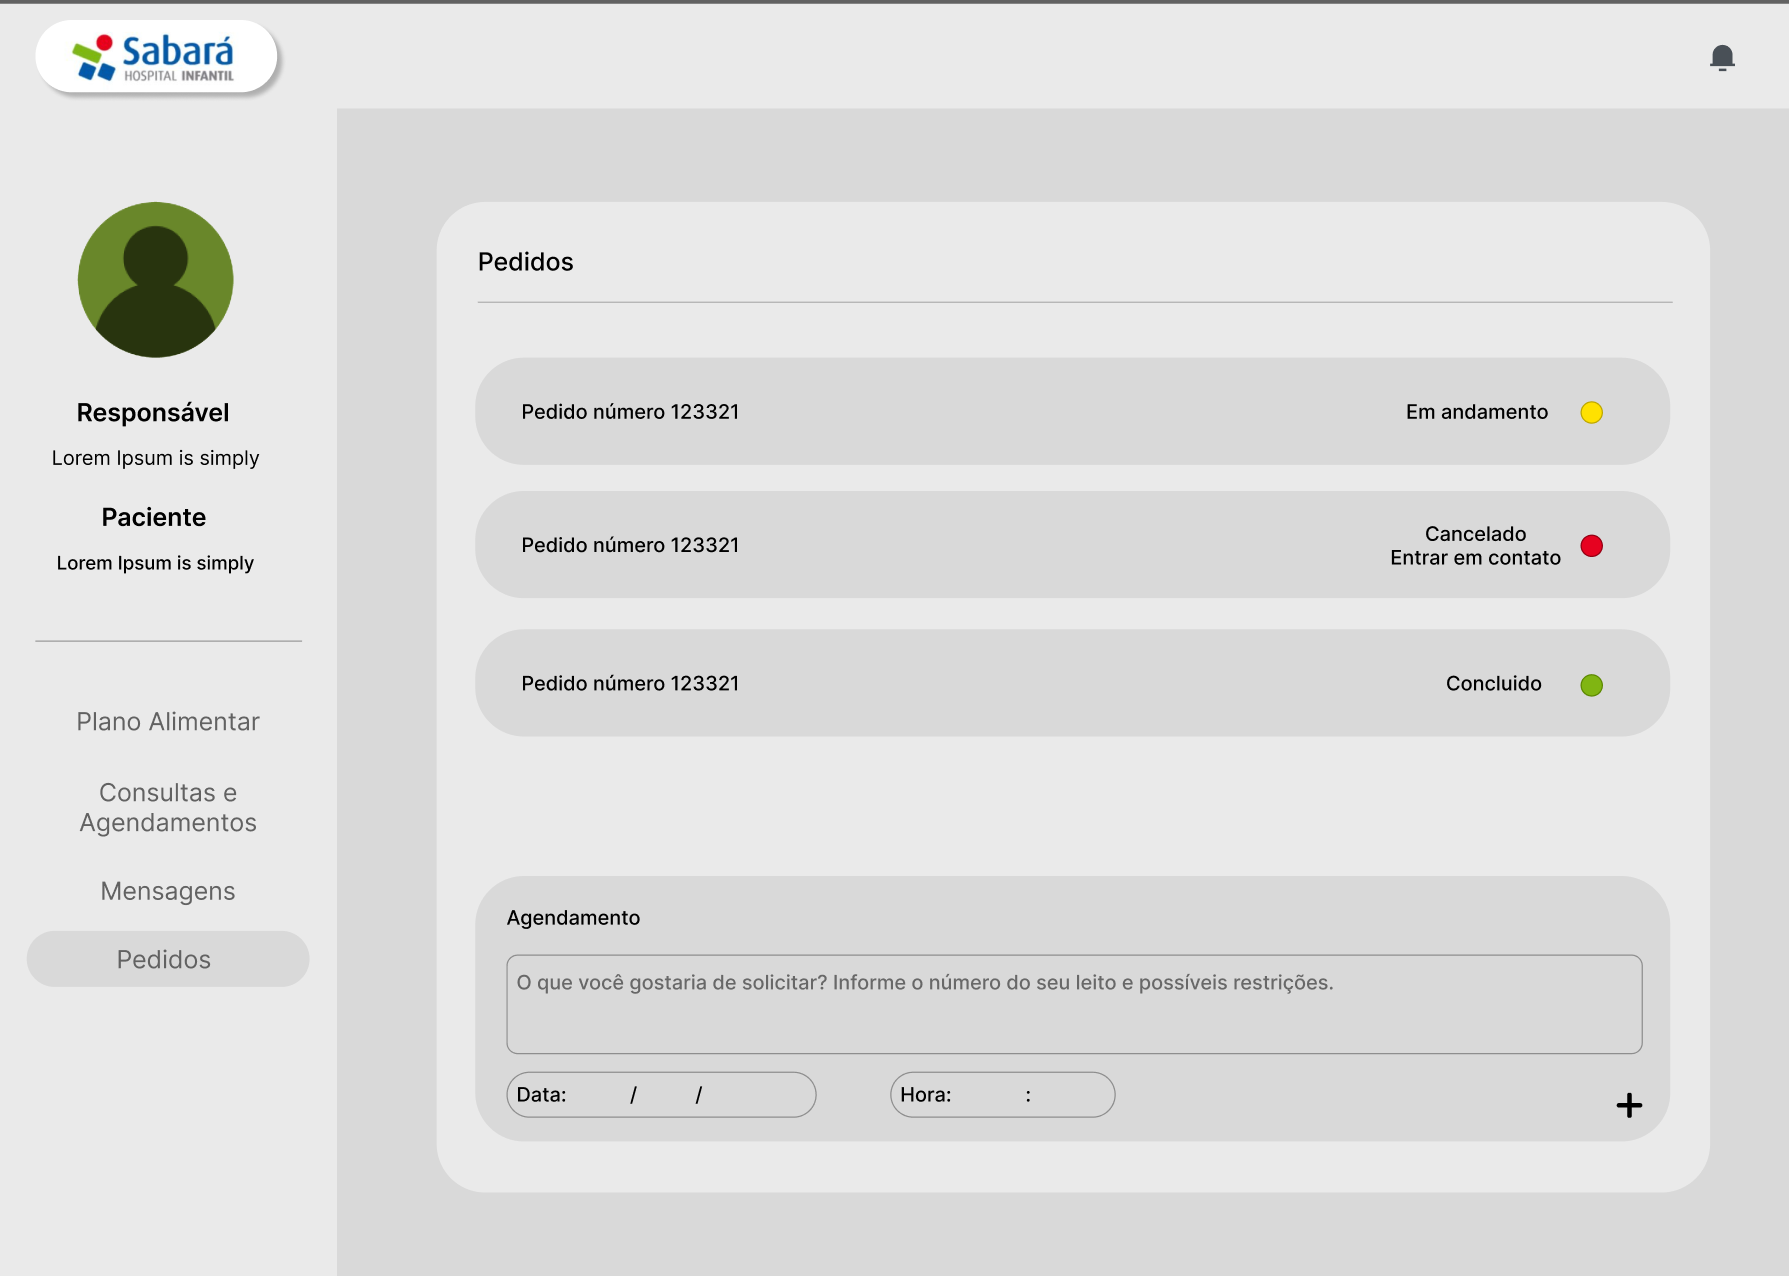 Sabará
HOSPITAL INFANTIL
Responsável
Lorem Ipsum is simply
Paciente
Lorem Ipsum is simply
Plano Alimentar
Consultas e
Agendamentos
Mensagens
Pedidos
Pedidos
Pedido número 123321
Em andamento
Pedido número 123321
Cancelado
Entrar em contato
Pedido número 123321
Concluido
Agendamento
O que você gostaria de solicitar? Informe o número do seu leito e possíveis restrições.
Data: / /
Hora: :